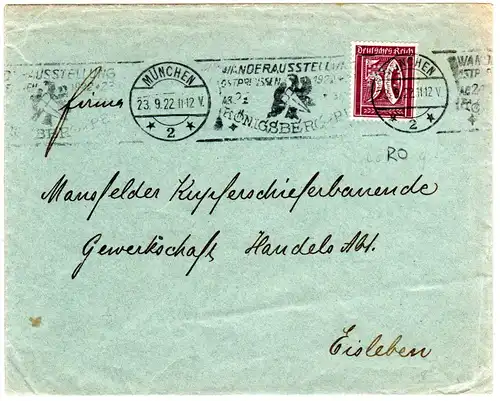 WANDERAUSSTELLUNG
OSTPREUSSEN 1922
KÖNIGSBERG
MÜNCHEN
23.9.22.11-12 V.
2
Deutsches Reich
50
Firma
RO
Mansfelder Kupferschieferbauende
Gewerkschaft Handels Abt.
Eisleben